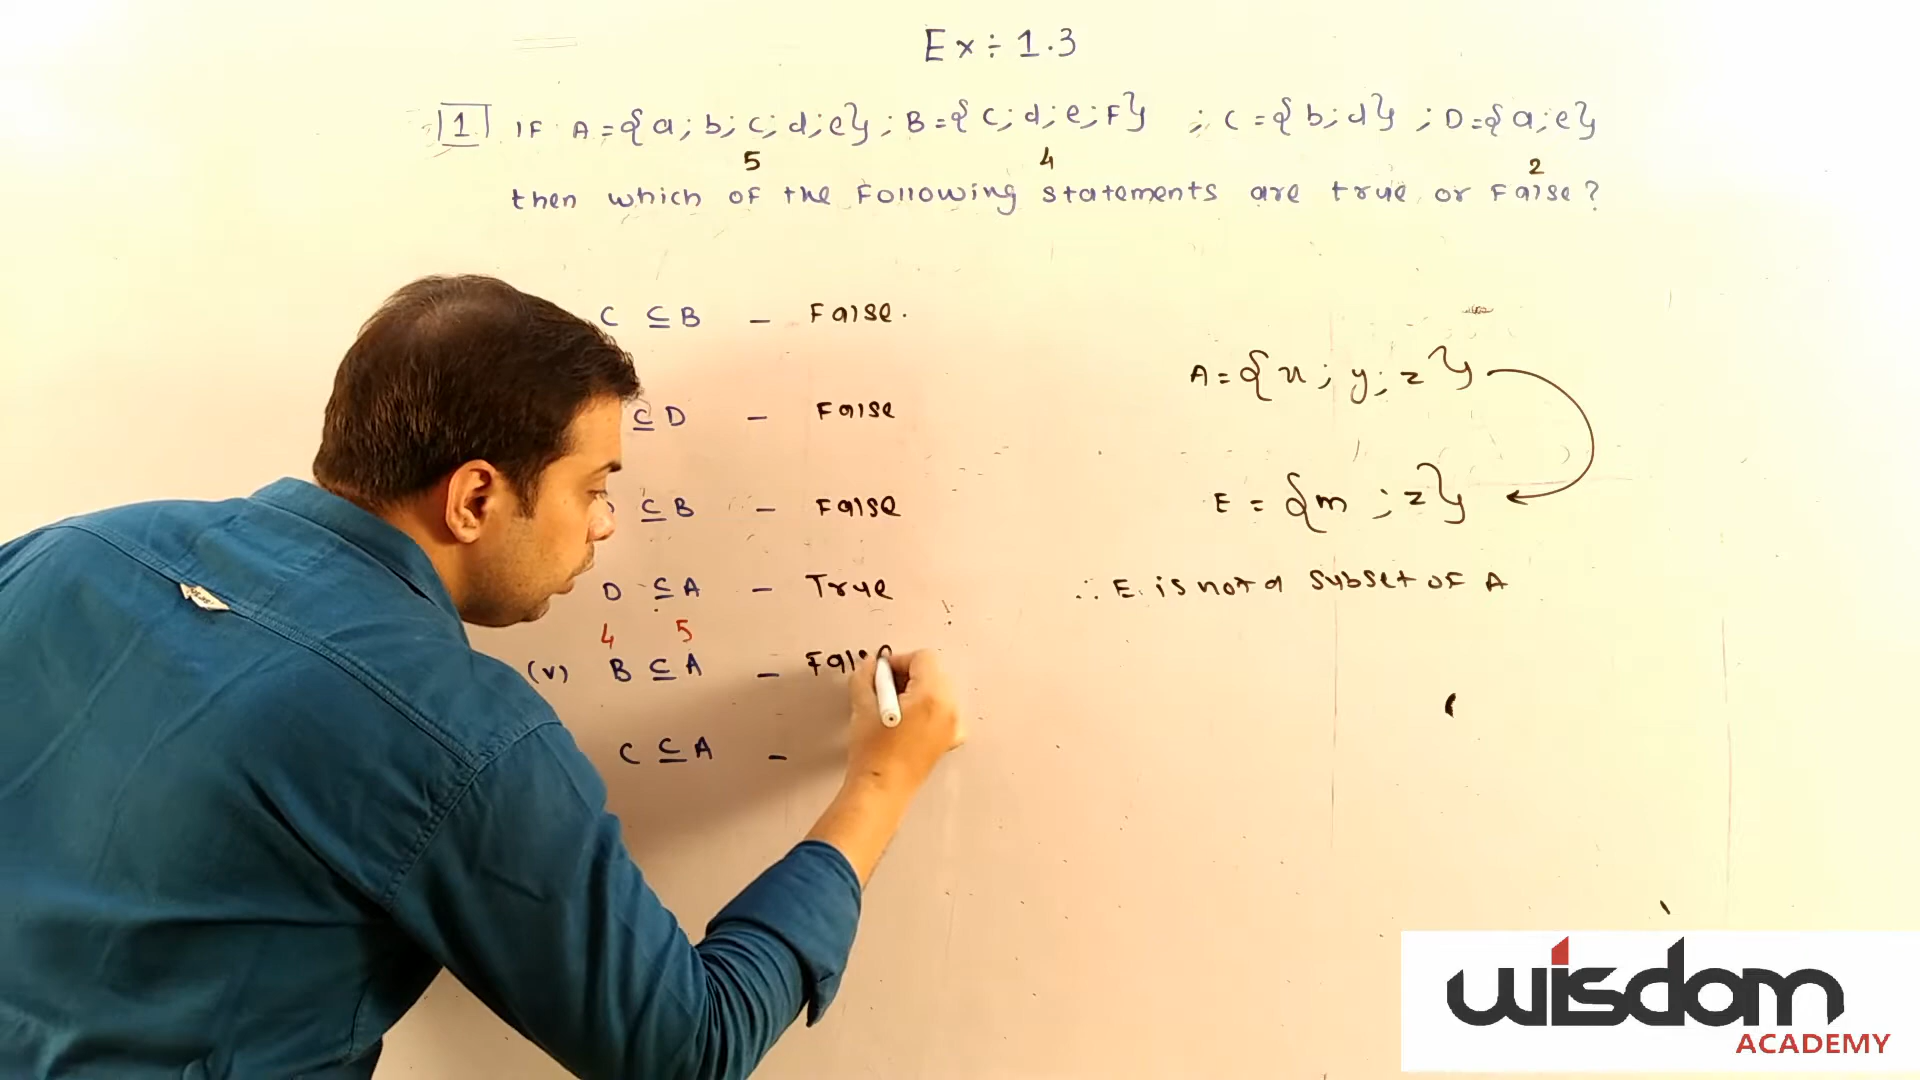 Ex÷ 1.3
1 IF A={a; b; c; d; e}; B={c; d; e; F} ; C={b; d} ; D={a; e}
5 4 2
then which of the Following statements are true or False?
C ⊆ B – False.
⊆ D – False
⊆ B – False
D ⊆ A – True
4 5
(v) B ⊆ A – False
C ⊆ A –
A = {x; y; z}
E = {m ; z}
∴ E is not a subset of A
wisdom
ACADEMY